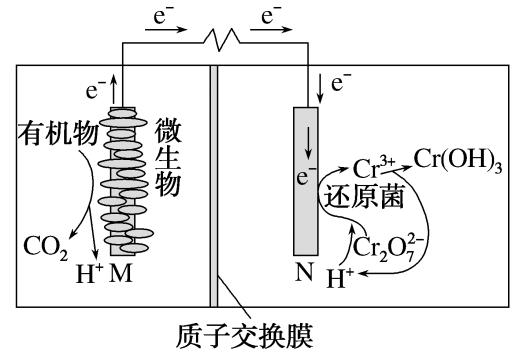 e⁻ e⁻
e⁻ e⁻
有机物 微生物 e⁻ Cr³⁺ Cr(OH)₃
还原菌
CO₂ Cr₂O₇²⁻
H⁺ M N H⁺
质子交换膜